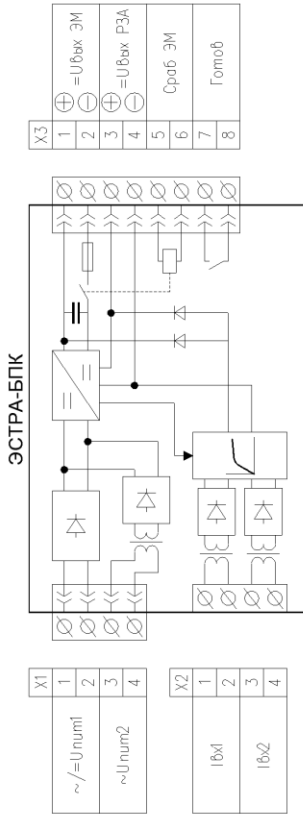 ЭСТРА-БПК
X1
1
2
3
4
~/=Uпит1
~Uпит2
X2
1
2
3
4
Iвх1
Iвх2
X3
1 + =Uвых ЭМ
2 −
3 + =Uвых РЗА
4 −
5 Сраб ЭМ
6
7 Готов
8